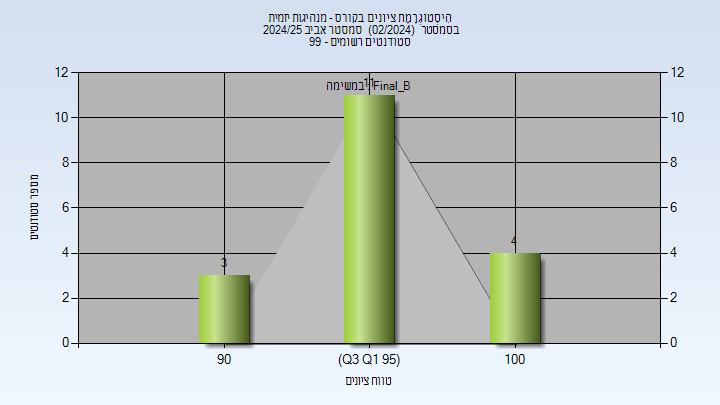 היסטוגרמת ציונים בקורס - מנהיגות יזמית
בסמסטר (02/2024) סמסטר אביב 2024/25
סטודנטים רשומים - 99
במשימה: Final_B
מספר סטודנטים
12
10
8
6
4
2
0
12
10
8
6
4
2
0
3
11
4
90
(Q3 Q1 95)
100
טווח ציונים